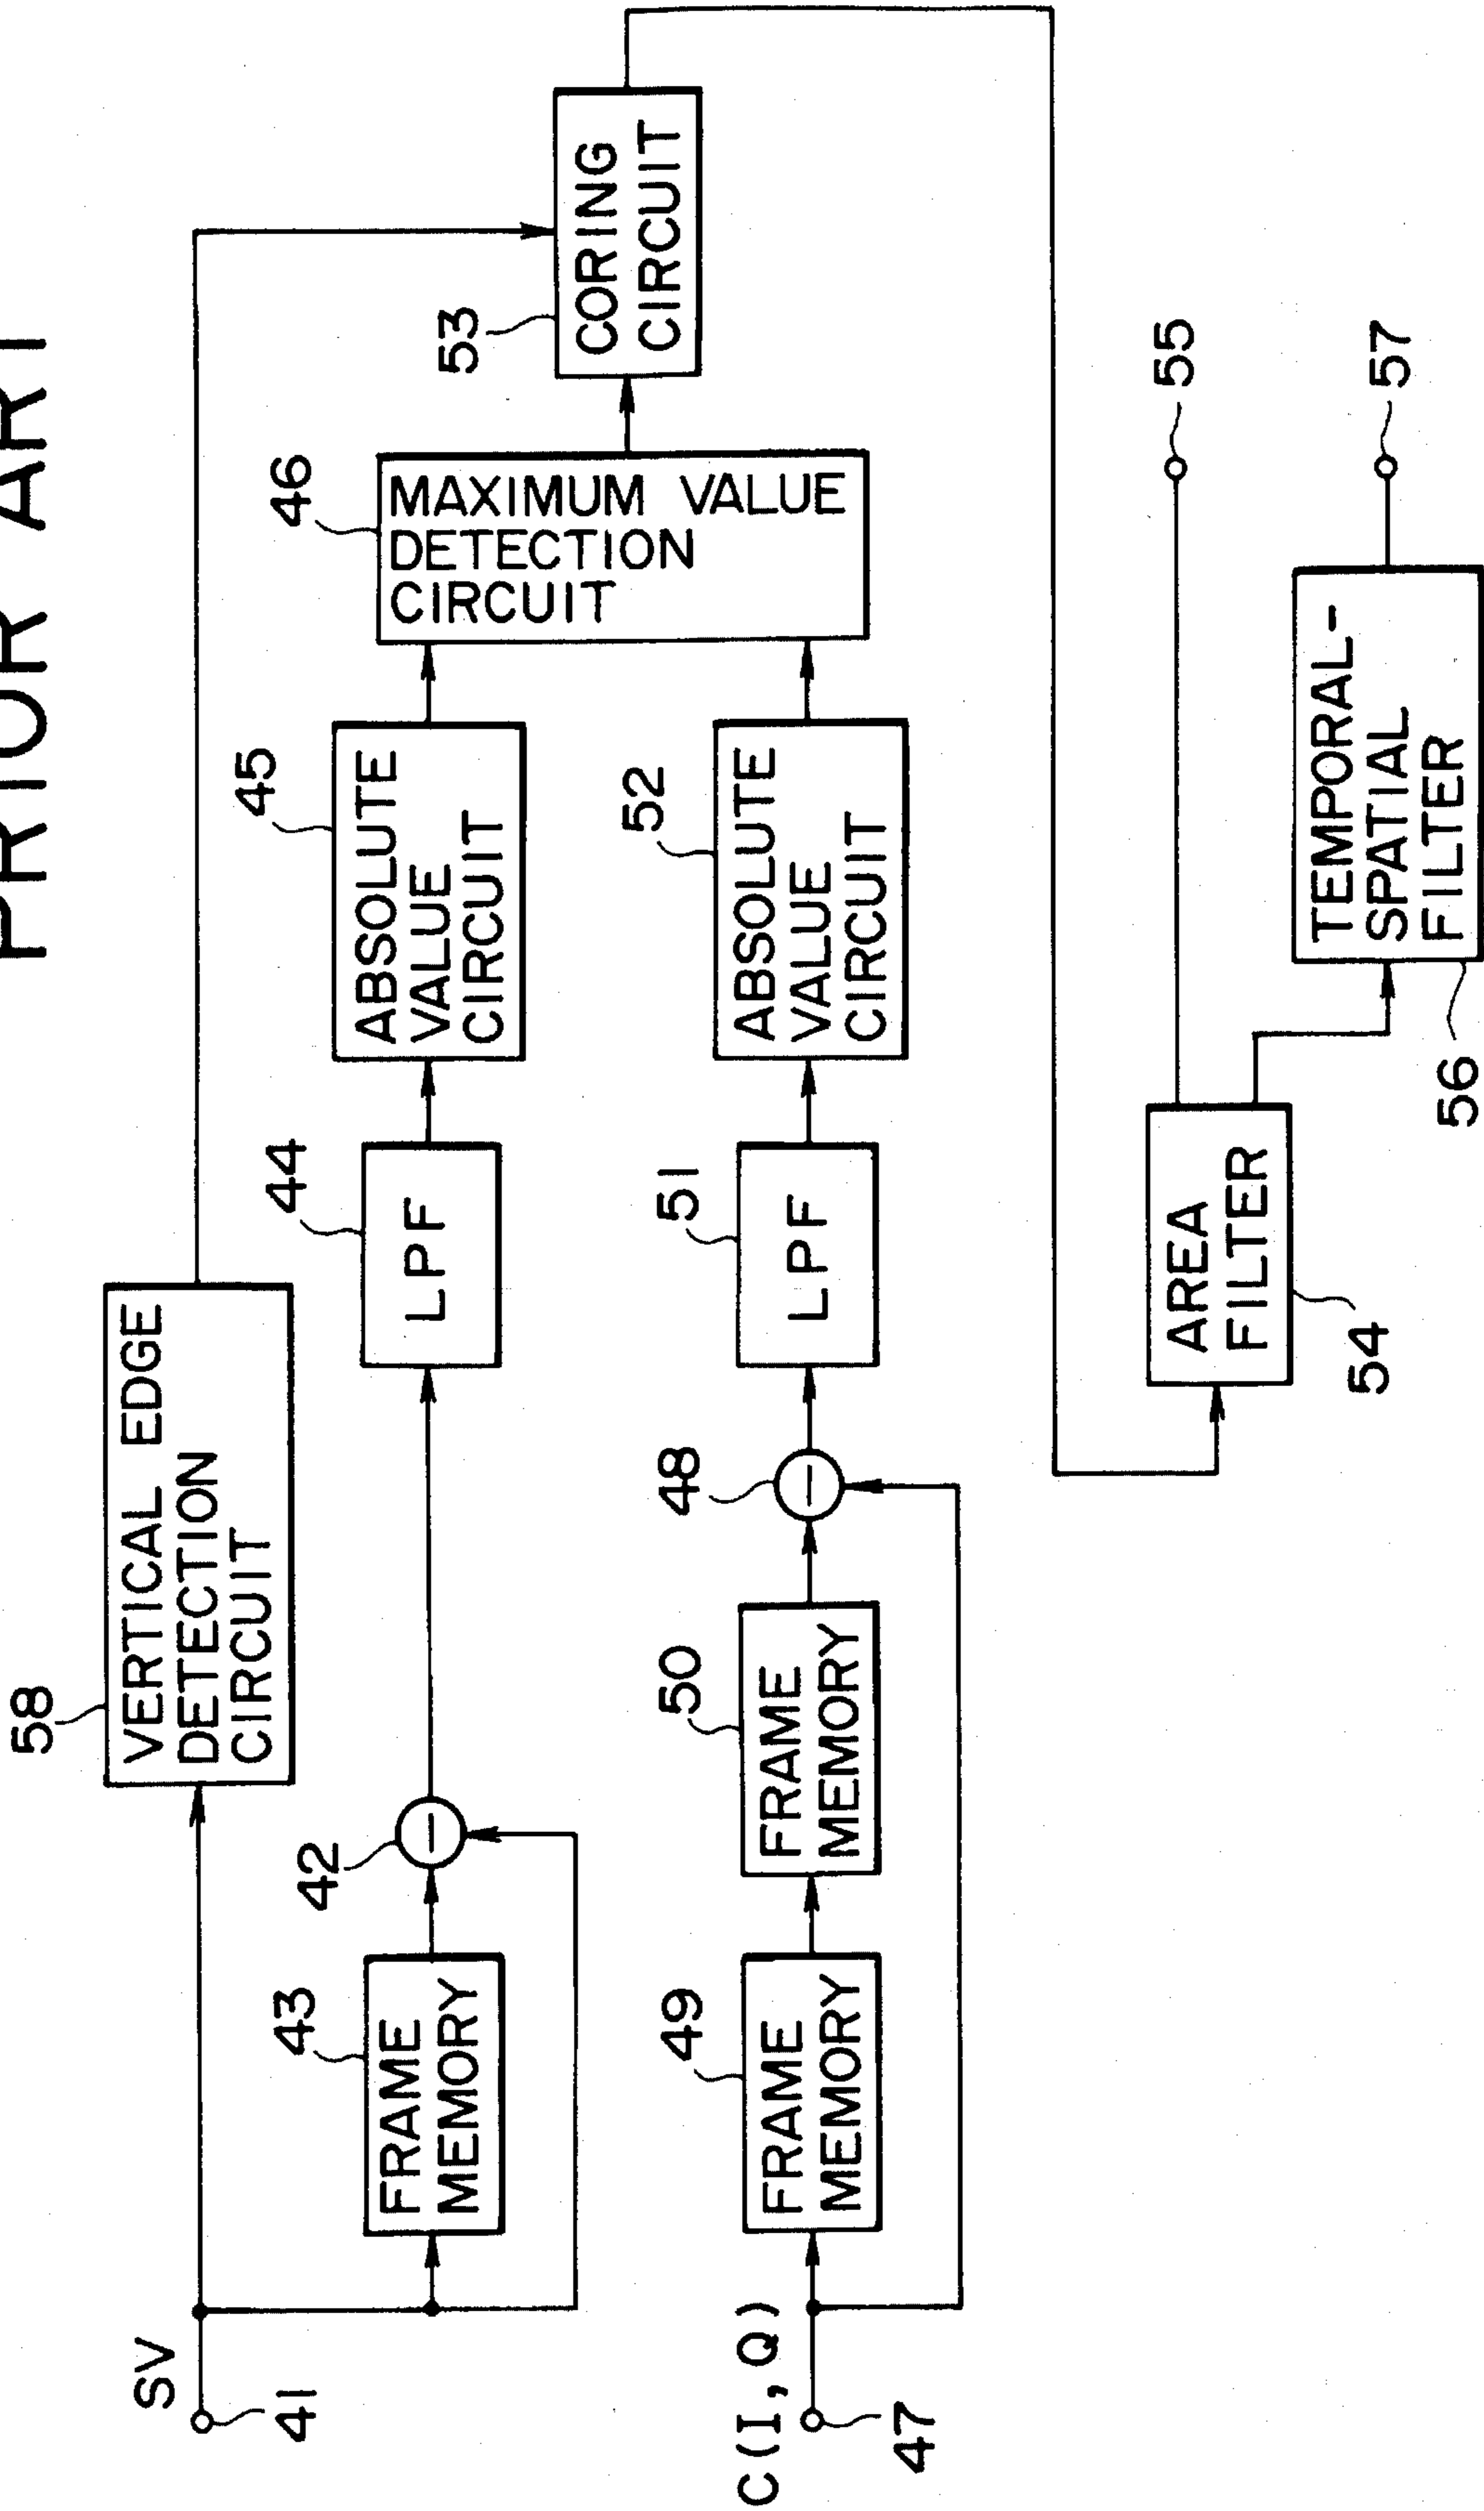 PRIOR ART
58
VERTICAL EDGE
DETECTION
CIRCUIT
SV
41
43
FRAME
MEMORY
42
44
LPF
45
ABSOLUTE
VALUE
CIRCUIT
46
MAXIMUM VALUE
DETECTION
CIRCUIT
53
CORING
CIRCUIT
C(I,Q)
47
49
FRAME
MEMORY
50
FRAME
MEMORY
48
51
LPF
52
ABSOLUTE
VALUE
CIRCUIT
AREA
FILTER
54
55
TEMPORAL-
SPATIAL
FILTER
56
57